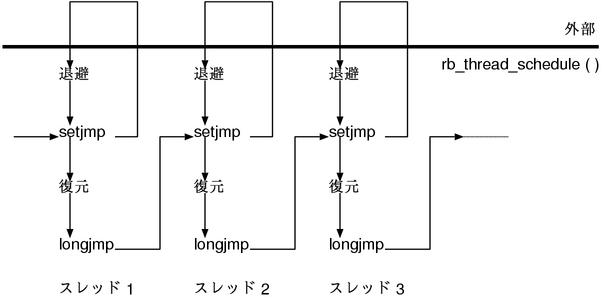 外部
rb_thread_schedule ( )
退避 退避 退避
setjmp setjmp setjmp
復元 復元 復元
longjmp longjmp longjmp
スレッド 1 スレッド 2 スレッド 3